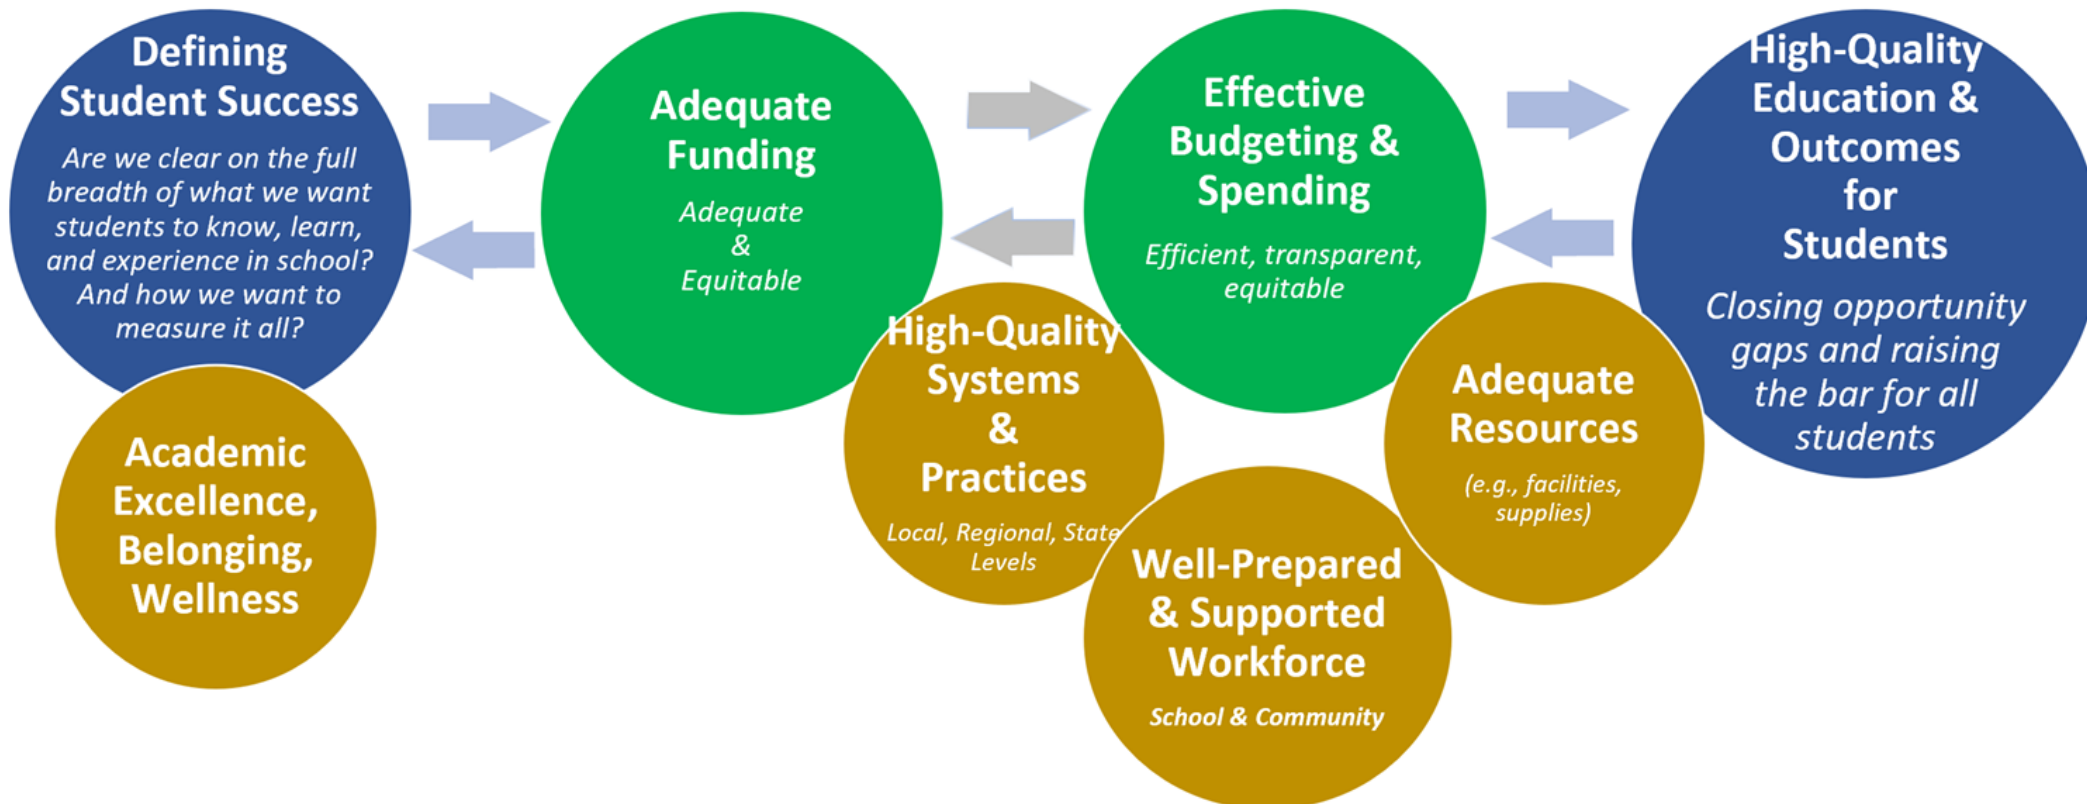 Defining
Student Success
Are we clear on the full
breadth of what we want
students to know, learn,
and experience in school?
And how we want to
measure it all?
Academic
Excellence,
Belonging,
Wellness
Adequate
Funding
Adequate
&
Equitable
Effective
Budgeting &
Spending
Efficient, transparent,
equitable
High-Quality
Systems
&
Practices
Local, Regional, State
Levels
Well-Prepared
& Supported
Workforce
School & Community
Adequate
Resources
(e.g., facilities,
supplies)
High-Quality
Education &
Outcomes
for
Students
Closing opportunity
gaps and raising
the bar for all
students